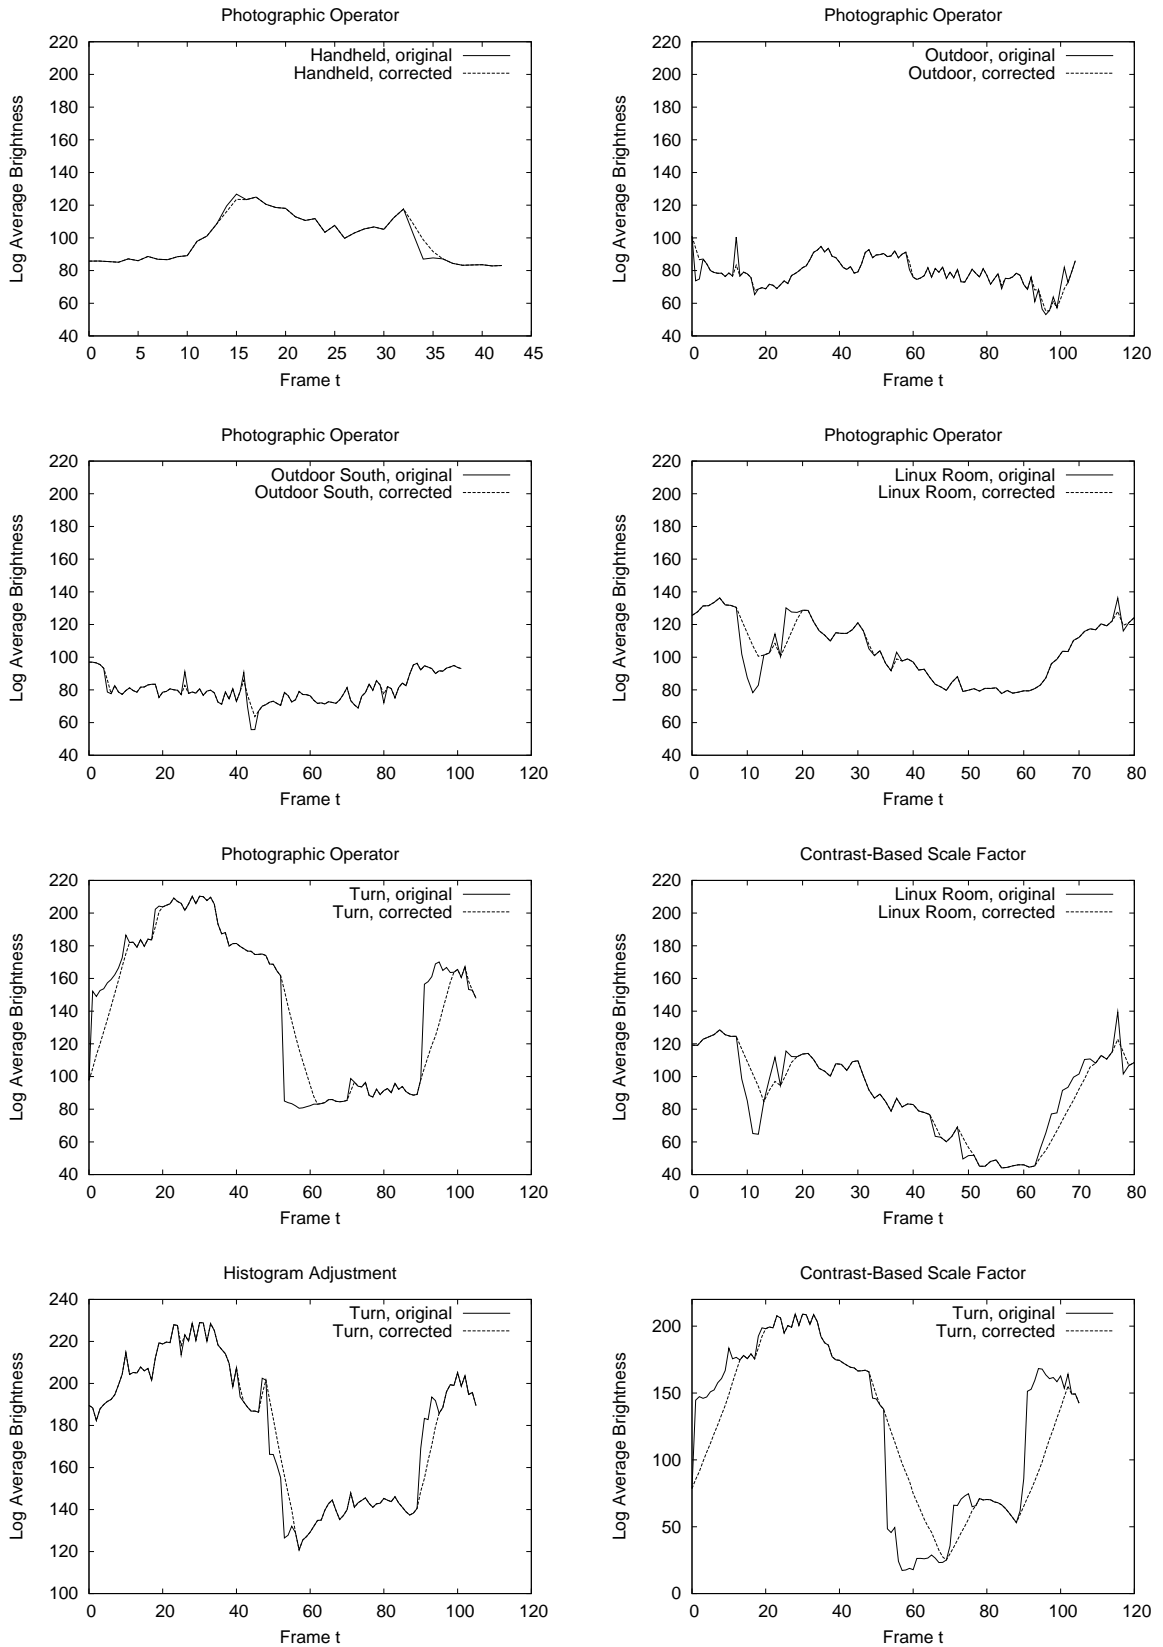 Photographic Operator
220
200
180
160
140
120
100
80
60
40
Log Average Brightness
Handheld, original
Handheld, corrected
0 5 10 15 20 25 30 35 40 45
Frame t
Photographic Operator
220
200
180
160
140
120
100
80
60
40
Log Average Brightness
Outdoor, original
Outdoor, corrected
0 20 40 60 80 100 120
Frame t
Photographic Operator
220
200
180
160
140
120
100
80
60
40
Log Average Brightness
Outdoor South, original
Outdoor South, corrected
0 20 40 60 80 100 120
Frame t
Photographic Operator
220
200
180
160
140
120
100
80
60
40
Log Average Brightness
Linux Room, original
Linux Room, corrected
0 10 20 30 40 50 60 70 80
Frame t
Photographic Operator
220
200
180
160
140
120
100
80
60
40
Log Average Brightness
Turn, original
Turn, corrected
0 20 40 60 80 100 120
Frame t
Contrast-Based Scale Factor
220
200
180
160
140
120
100
80
60
40
Log Average Brightness
Linux Room, original
Linux Room, corrected
0 10 20 30 40 50 60 70 80
Frame t
Histogram Adjustment
240
220
200
180
160
140
120
100
Log Average Brightness
Turn, original
Turn, corrected
0 20 40 60 80 100 120
Frame t
Contrast-Based Scale Factor
200
150
100
50
0
Log Average Brightness
Turn, original
Turn, corrected
0 20 40 60 80 100 120
Frame t